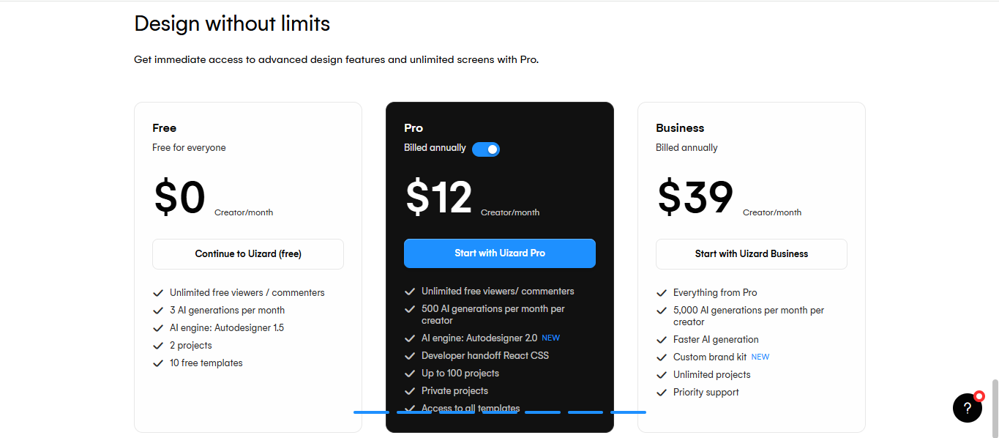 Design without limits
Get immediate access to advanced design features and unlimited screens with Pro.
Free
Free for everyone
$0 Creator/month
Continue to Uizard (free)
Unlimited free viewers / commenters
3 AI generations per month
AI engine: Autodesigner 1.5
2 projects
10 free templates
Pro
Billed annually
$12 Creator/month
Start with Uizard Pro
Unlimited free viewers/ commenters
500 AI generations per month per
creator
AI engine: Autodesigner 2.0 NEW
Developer handoff React CSS
Up to 100 projects
Private projects
Access to all templates
Business
Billed annually
$39 Creator/month
Start with Uizard Business
Everything from Pro
5,000 AI generations per month per
creator
Faster AI generation
Custom brand kit NEW
Unlimited projects
Priority support
?